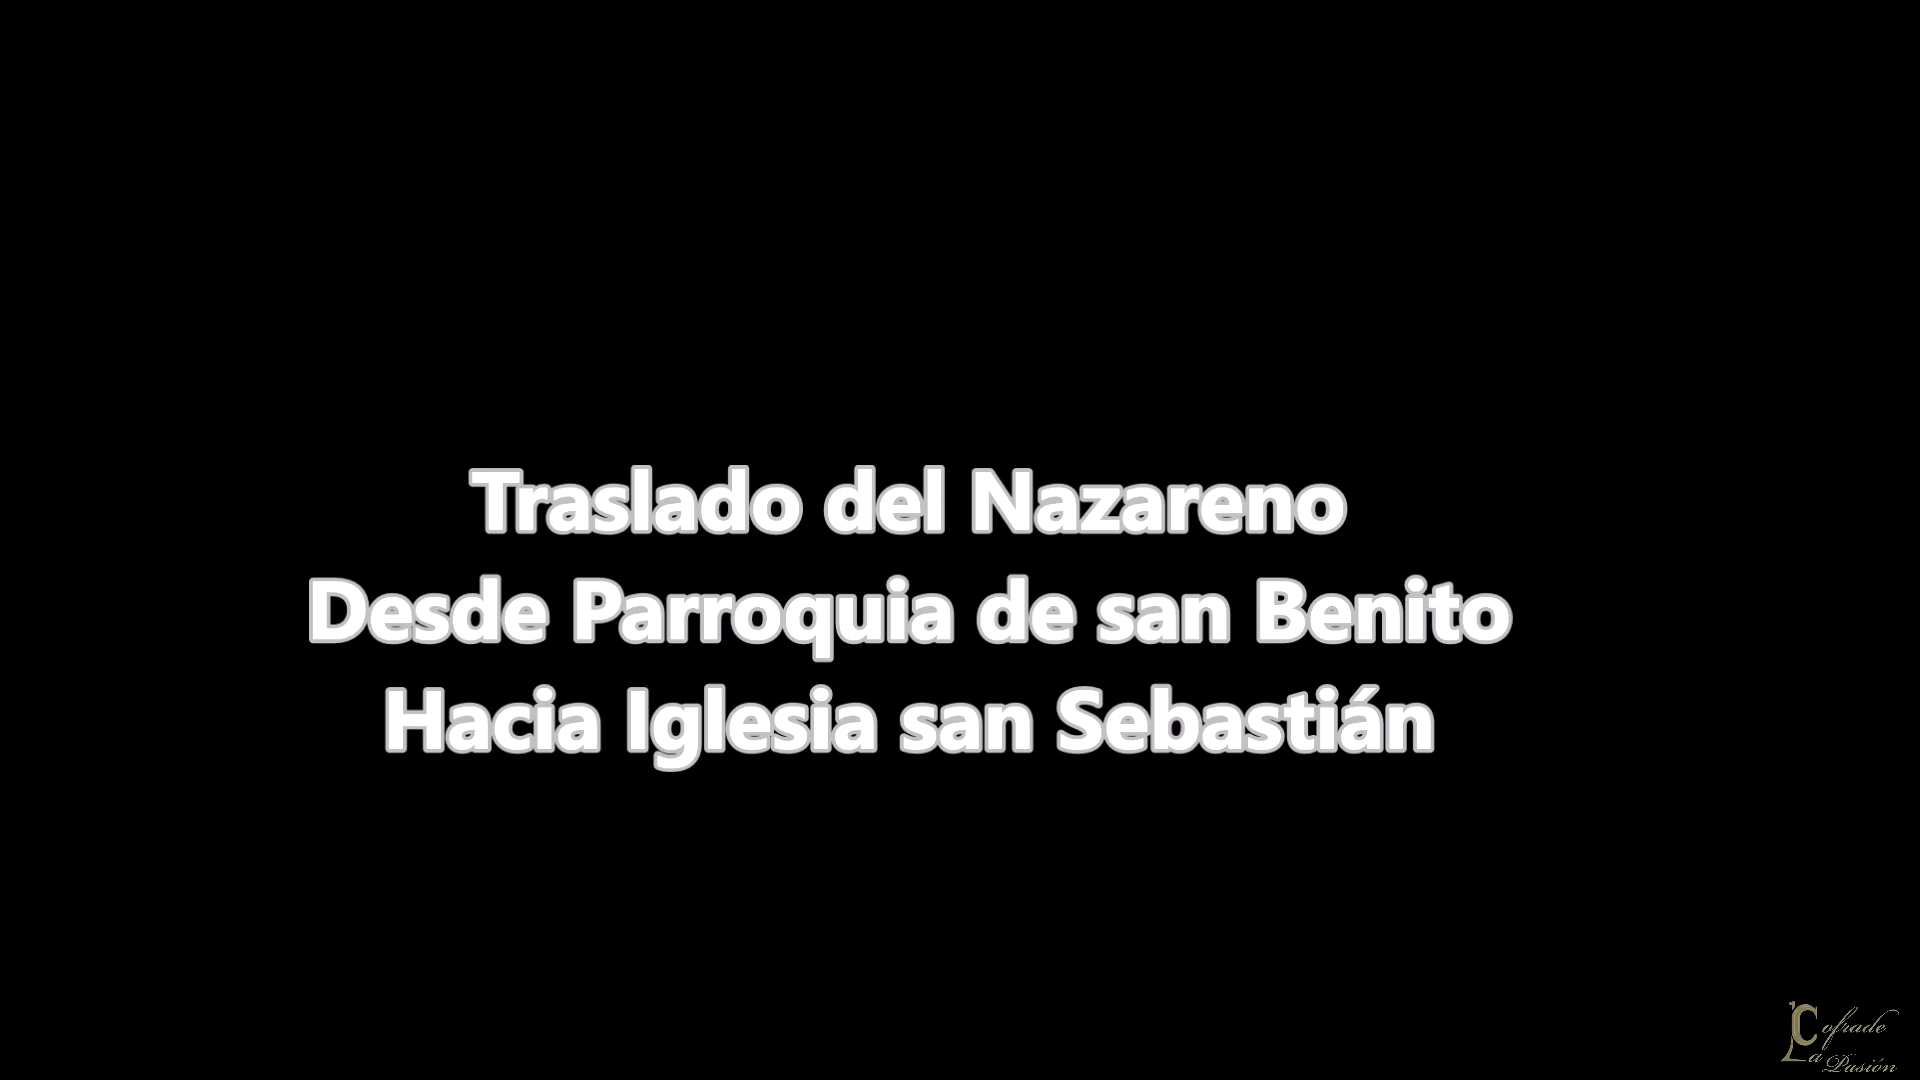 Traslado del Nazareno
Desde Parroquia de san Benito
Hacia Iglesia san Sebastián
Cofrade
La Pasión